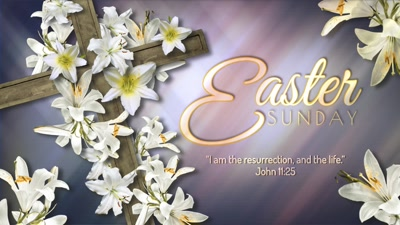 Easter
SUNDAY
"I am the resurrection, and the life."
John 11:25